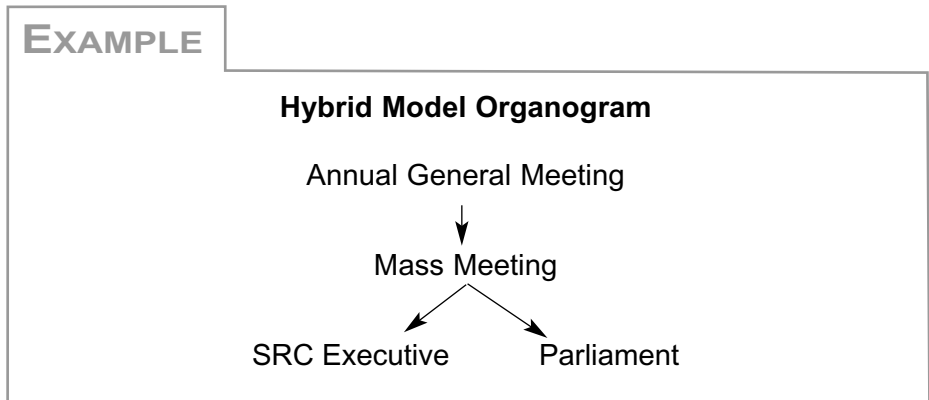 EXAMPLE
Hybrid Model Organogram
Annual General Meeting
Mass Meeting
SRC Executive Parliament